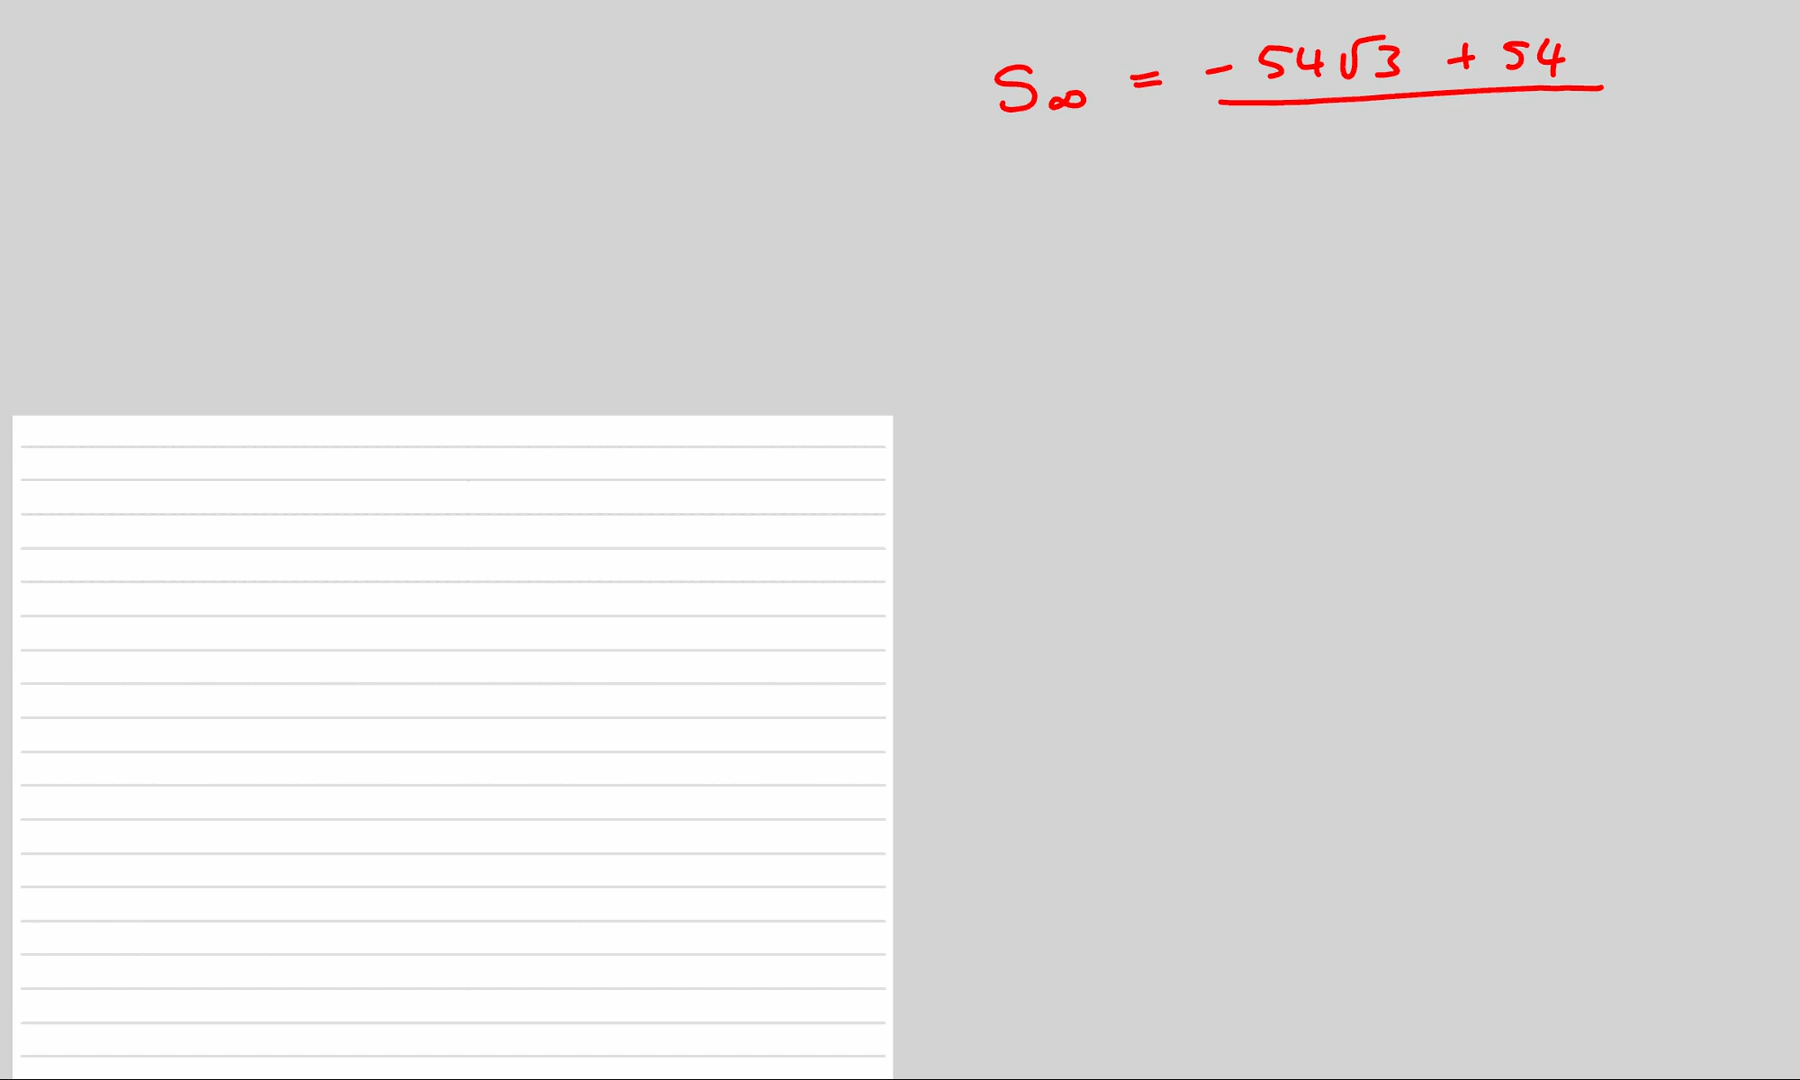 S∞ = - 54√3 + 54